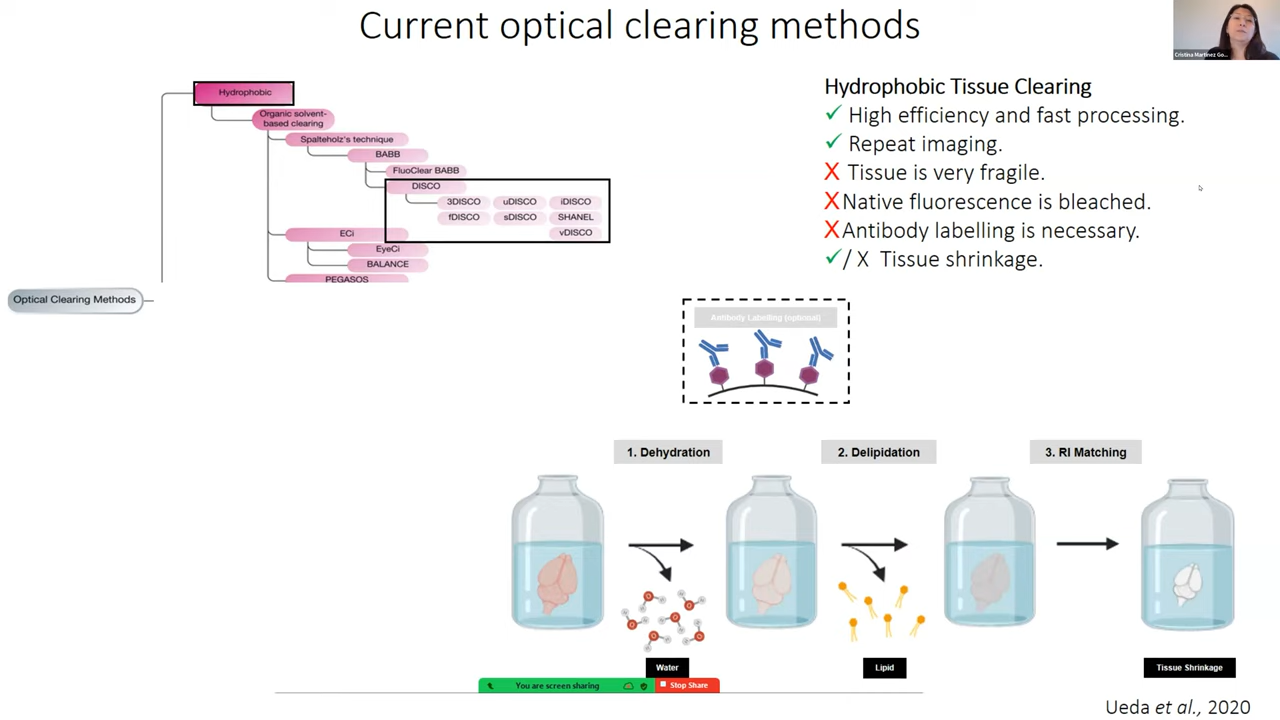 Current optical clearing methods
Cristina Martinez Go...
Hydrophobic
Organic solvent-
based clearing
Spalteholz's technique
BABB
FluoClear BABB
DISCO
3DISCO uDISCO iDISCO
fDISCO sDISCO SHANEL
vDISCO
ECi
EyeCi
BALANCE
PEGASOS
Optical Clearing Methods
Hydrophobic Tissue Clearing
✓ High efficiency and fast processing.
✓ Repeat imaging.
X Tissue is very fragile.
X Native fluorescence is bleached.
X Antibody labelling is necessary.
✓/ X Tissue shrinkage.
Antibody Labelling (optional)
1. Dehydration
2. Delipidation
3. RI Matching
Water
Lipid
Tissue Shrinkage
You are screen sharing
Stop Share
Ueda et al., 2020